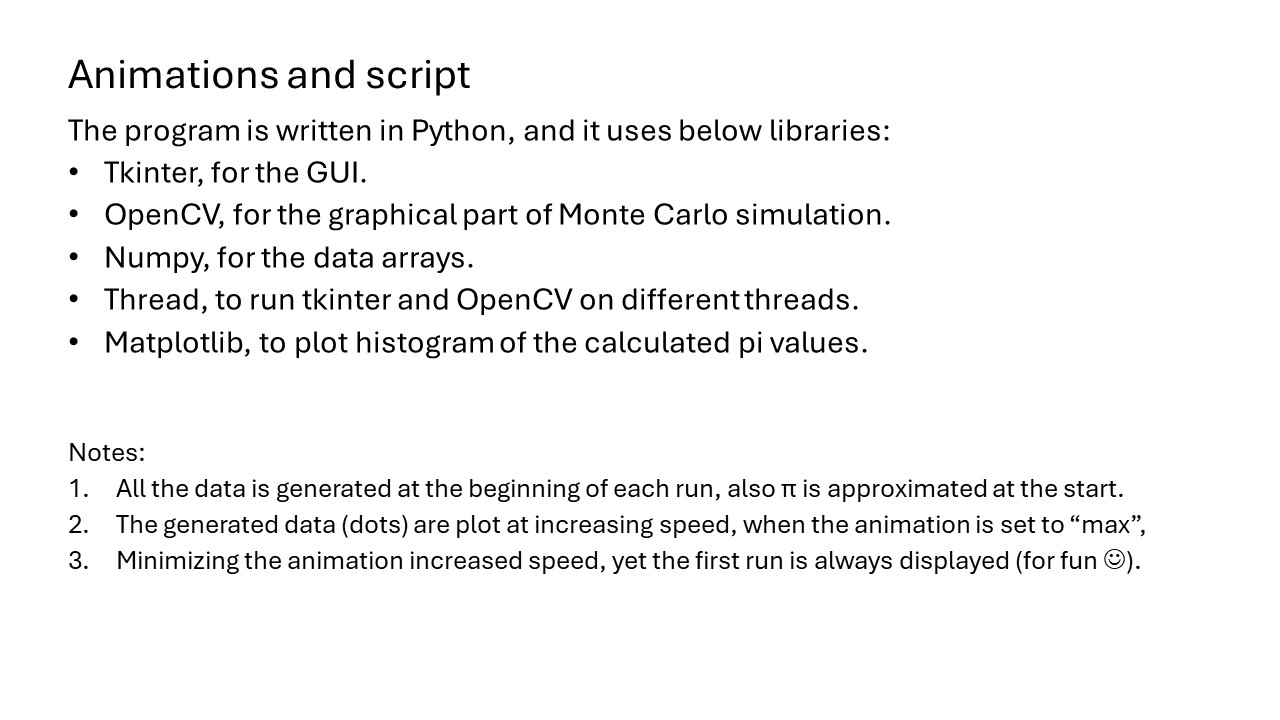 Animations and script
The program is written in Python, and it uses below libraries:
• Tkinter, for the GUI.
• OpenCV, for the graphical part of Monte Carlo simulation.
• Numpy, for the data arrays.
• Thread, to run tkinter and OpenCV on different threads.
• Matplotlib, to plot histogram of the calculated pi values.
Notes:
1. All the data is generated at the beginning of each run, also π is approximated at the start.
2. The generated data (dots) are plot at increasing speed, when the animation is set to “max”,
3. Minimizing the animation increased speed, yet the first run is always displayed (for fun ☺).